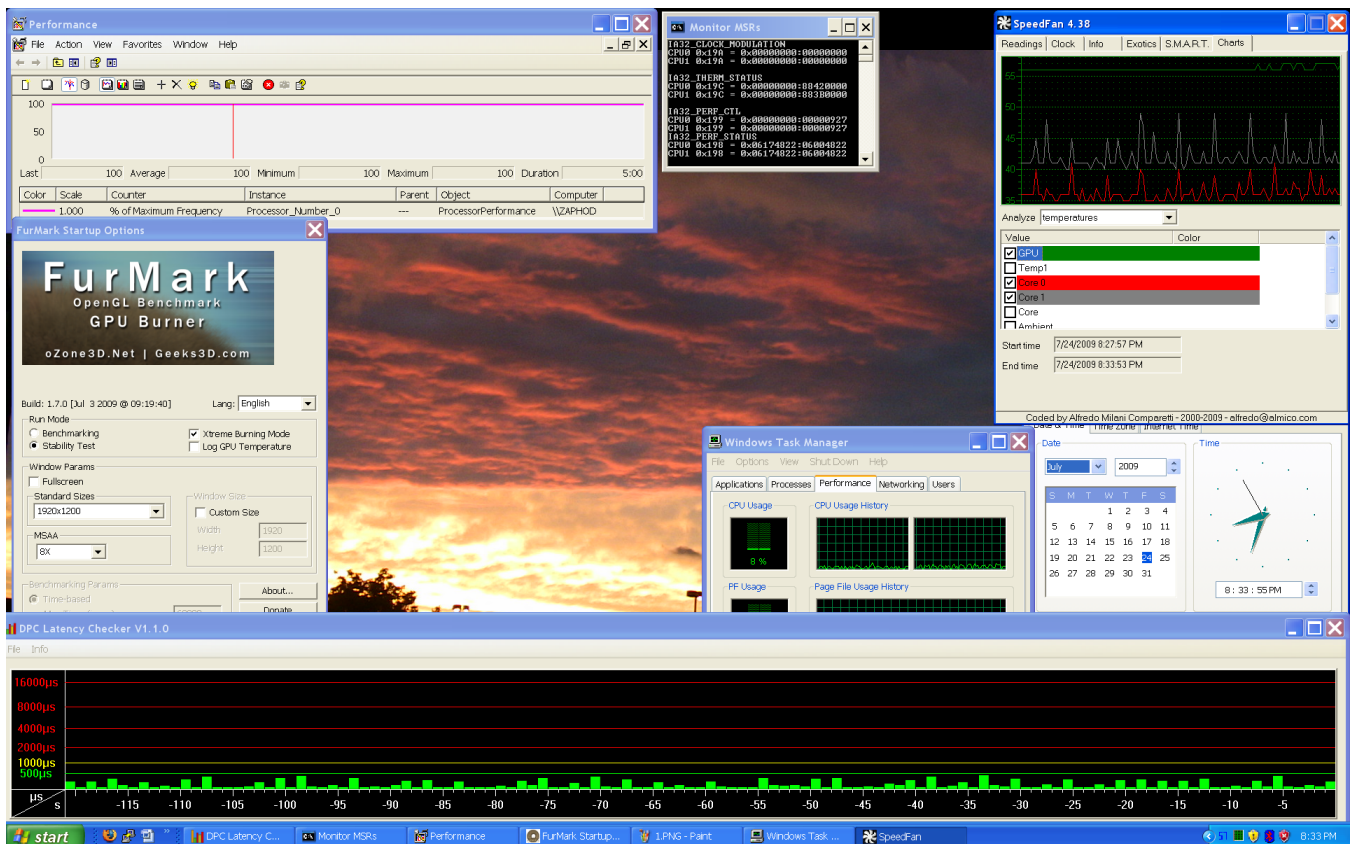 Performance
File Action View Favorites Window Help
100
50
0
Last 100 Average 100 Minimum 100 Maximum 100 Duration 5:00
Color Scale Counter Instance Parent Object Computer
1.000 % of Maximum Frequency Processor_Number_0 --- ProcessorPerformance \\ZAPHOD
Monitor MSRs
IA32_CLOCK_MODULATION
CPU0 0x19A = 0x00000000:00000000
CPU1 0x19A = 0x00000000:00000000
IA32_THERM_STATUS
CPU0 0x19C = 0x00000000:88420000
CPU1 0x19C = 0x00000000:883B0000
IA32_PERF_CTL
CPU0 0x199 = 0x00000000:00000927
CPU1 0x199 = 0x00000000:00000927
IA32_PERF_STATUS
CPU0 0x198 = 0x06174822:06004822
CPU1 0x198 = 0x06174822:06004822
SpeedFan 4.38
Readings Clock Info Exotics S.M.A.R.T. Charts
55
50
45
40
35
Analyze temperatures
Value Color
GPU
Temp1
Core 0
Core 1
Core
Ambient
Start time 7/24/2009 8:27:57 PM
End time 7/24/2009 8:33:53 PM
Coded by Alfredo Milani Comparetti - 2000-2009 - alfredo@almico.com
FurMark Startup Options
FurMark
OpenGL Benchmark
GPU Burner
oZone3D.Net | Geeks3D.com
Build: 1.7.0 [Jul 3 2009 @ 09:19:40] Lang: English
Run Mode
Benchmarking
Stability Test
Xtreme Burning Mode
Log GPU Temperature
Window Params
Fullscreen
Standard Sizes
1920x1200
MSAA
8X
Window Size
Custom Size
Width 1920
Height 1200
Benchmarking Params
Time-based
About...
Donate
Windows Task Manager
File Options View Shut Down Help
Applications Processes Performance Networking Users
CPU Usage CPU Usage History
8 %
PF Usage Page File Usage History
Date & Time Time Zone Internet Time
Date
July 2009
S M T W T F S
1 2 3 4
5 6 7 8 9 10 11
12 13 14 15 16 17 18
19 20 21 22 23 24 25
26 27 28 29 30 31
Time
8 : 33 : 55 PM
DPC Latency Checker V1.1.0
File Info
16000µs
8000µs
4000µs
2000µs
1000µs
500µs
µs s -115 -110 -105 -100 -95 -90 -85 -80 -75 -70 -65 -60 -55 -50 -45 -40 -35 -30 -25 -20 -15 -10 -5
start DPC Latency C... Monitor MSRs Performance FurMark Startup... 1.PNG - Paint Windows Task ... SpeedFan 57 8:33 PM